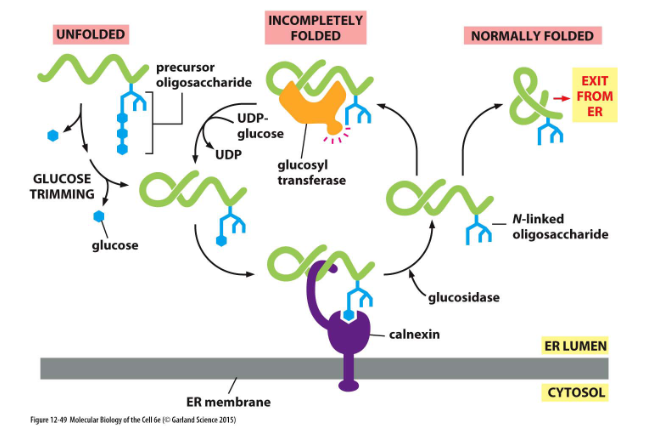 UNFOLDED
INCOMPLETELY
FOLDED
NORMALLY FOLDED
precursor
oligosaccharide
EXIT
FROM
ER
UDP-
glucose
UDP
glucosyl
transferase
GLUCOSE
TRIMMING
glucose
N-linked
oligosaccharide
glucosidase
calnexin
ER LUMEN
ER membrane
CYTOSOL
Figure 12-49 Molecular Biology of the Cell 6e (© Garland Science 2015)